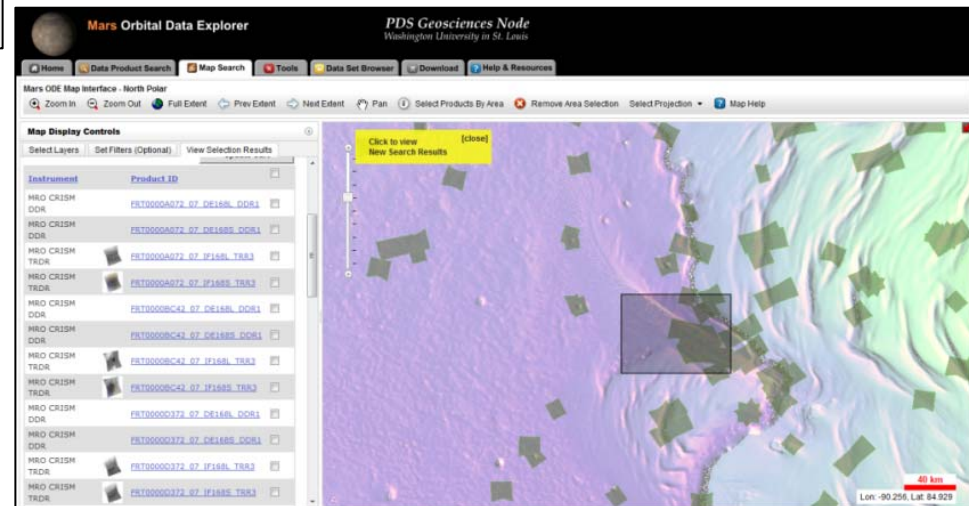 Mars Orbital Data Explorer
PDS Geosciences Node
Washington University in St. Louis
Home Data Product Search Map Search Tools Data Set Browser Download Help & Resources
Mars ODE Map Interface - North Polar
Zoom In Zoom Out Full Extent Prev Extent Next Extent Pan Select Products By Area Remove Area Selection Select Projection Map Help
Map Display Controls
Select Layers Set Filters (Optional) View Selection Results
Instrument Product ID
MRO CRISM DDR FRT0000A072_07_DE168L_DDR1
MRO CRISM DDR FRT0000A072_07_DE168S_DDR1
MRO CRISM TRDR FRT0000A072_07_IF168L_TRR3
MRO CRISM TRDR FRT0000A072_07_IF168S_TRR3
MRO CRISM DDR FRT0000BC42_07_DE168L_DDR1
MRO CRISM DDR FRT0000BC42_07_DE168S_DDR1
MRO CRISM TRDR FRT0000BC42_07_IF168L_TRR3
MRO CRISM TRDR FRT0000BC42_07_IF168S_TRR3
MRO CRISM DDR FRT0000D372_07_DE168L_DDR1
MRO CRISM DDR FRT0000D372_07_DE168S_DDR1
MRO CRISM TRDR FRT0000D372_07_IF168L_TRR3
MRO CRISM TRDR FRT0000D372_07_IF168S_TRR3
Click to view [close]
New Search Results
40 km
Lon: -90.256, Lat: 84.929